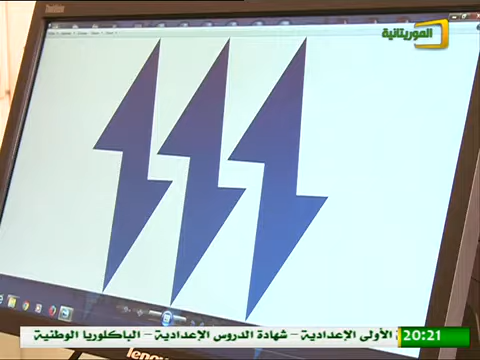 الموريتانية
الأولى الإعدادية – شهادة الدروس الإعدادية – الباكلوريا الوطنية
20:21
lenovo